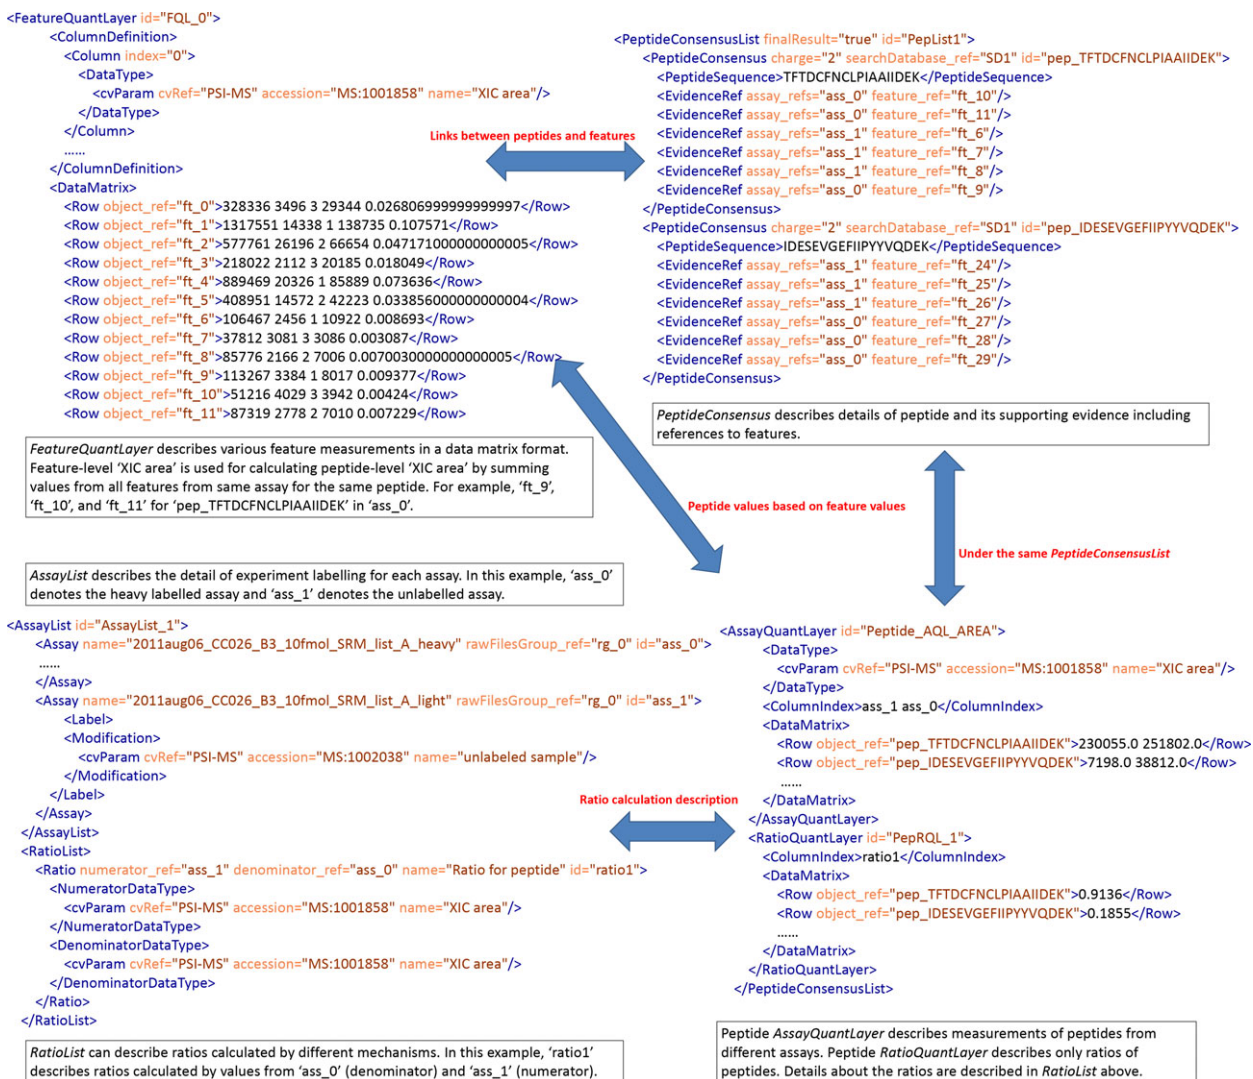 <FeatureQuantLayer id="FQL_0">
<ColumnDefinition>
<Column index="0">
<DataType>
<cvParam cvRef="PSI-MS" accession="MS:1001858" name="XIC area"/>
</DataType>
</Column>
......
</ColumnDefinition>
<DataMatrix>
<Row object_ref="ft_0">328336 3496 3 29344 0.026806999999999997</Row>
<Row object_ref="ft_1">1317551 14338 1 138735 0.107571</Row>
<Row object_ref="ft_2">577761 26196 2 66654 0.047171000000000005</Row>
<Row object_ref="ft_3">218022 2112 3 20185 0.018049</Row>
<Row object_ref="ft_4">889469 20326 1 85889 0.073636</Row>
<Row object_ref="ft_5">408951 14572 2 42223 0.033856000000000004</Row>
<Row object_ref="ft_6">106467 2456 1 10922 0.008693</Row>
<Row object_ref="ft_7">37812 3081 3 3086 0.003087</Row>
<Row object_ref="ft_8">85776 2166 2 7006 0.0070030000000000005</Row>
<Row object_ref="ft_9">113267 3384 1 8017 0.009377</Row>
<Row object_ref="ft_10">51216 4029 3 3942 0.00424</Row>
<Row object_ref="ft_11">87319 2778 2 7010 0.007229</Row>
FeatureQuantLayer describes various feature measurements in a data matrix format.
Feature-level ‘XIC area’ is used for calculating peptide-level ‘XIC area’ by summing
values from all features from same assay for the same peptide. For example, ‘ft_9’,
‘ft_10’, and ‘ft_11’ for ‘pep_TFTDCFNCLPIAAIIDEK’ in ‘ass_0’.
Links between peptides and features
<PeptideConsensusList finalResult="true" id="PepList1">
<PeptideConsensus charge="2" searchDatabase_ref="SD1" id="pep_TFTDCFNCLPIAAIIDEK">
<PeptideSequence>TFTDCFNCLPIAAIIDEK</PeptideSequence>
<EvidenceRef assay_refs="ass_0" feature_ref="ft_10"/>
<EvidenceRef assay_refs="ass_0" feature_ref="ft_11"/>
<EvidenceRef assay_refs="ass_1" feature_ref="ft_6"/>
<EvidenceRef assay_refs="ass_1" feature_ref="ft_7"/>
<EvidenceRef assay_refs="ass_1" feature_ref="ft_8"/>
<EvidenceRef assay_refs="ass_0" feature_ref="ft_9"/>
</PeptideConsensus>
<PeptideConsensus charge="2" searchDatabase_ref="SD1" id="pep_IDESEVGEFIIPYYVQDEK">
<PeptideSequence>IDESEVGEFIIPYYVQDEK</PeptideSequence>
<EvidenceRef assay_refs="ass_1" feature_ref="ft_24"/>
<EvidenceRef assay_refs="ass_1" feature_ref="ft_25"/>
<EvidenceRef assay_refs="ass_1" feature_ref="ft_26"/>
<EvidenceRef assay_refs="ass_0" feature_ref="ft_27"/>
<EvidenceRef assay_refs="ass_0" feature_ref="ft_28"/>
<EvidenceRef assay_refs="ass_0" feature_ref="ft_29"/>
</PeptideConsensus>
PeptideConsensus describes details of peptide and its supporting evidence including
references to features.
Peptide values based on feature values
Under the same PeptideConsensusList
AssayList describes the detail of experiment labelling for each assay. In this example, ‘ass_0’
denotes the heavy labelled assay and ‘ass_1’ denotes the unlabelled assay.
<AssayList id="AssayList_1">
<Assay name="2011aug06_CC026_B3_10fmol_SRM_list_A_heavy" rawFilesGroup_ref="rg_0" id="ass_0">
......
</Assay>
<Assay name="2011aug06_CC026_B3_10fmol_SRM_list_A_light" rawFilesGroup_ref="rg_0" id="ass_1">
<Label>
<Modification>
<cvParam cvRef="PSI-MS" accession="MS:1002038" name="unlabeled sample"/>
</Modification>
</Label>
</Assay>
</AssayList>
<RatioList>
<Ratio numerator_ref="ass_1" denominator_ref="ass_0" name="Ratio for peptide" id="ratio1">
<NumeratorDataType>
<cvParam cvRef="PSI-MS" accession="MS:1001858" name="XIC area"/>
</NumeratorDataType>
<DenominatorDataType>
<cvParam cvRef="PSI-MS" accession="MS:1001858" name="XIC area"/>
</DenominatorDataType>
</Ratio>
</RatioList>
RatioList can describe ratios calculated by different mechanisms. In this example, ‘ratio1’
describes ratios calculated by values from ‘ass_0’ (denominator) and ‘ass_1’ (numerator).
Ratio calculation description
<AssayQuantLayer id="Peptide_AQL_AREA">
<DataType>
<cvParam cvRef="PSI-MS" accession="MS:1001858" name="XIC area"/>
</DataType>
<ColumnIndex>ass_1 ass_0</ColumnIndex>
<DataMatrix>
<Row object_ref="pep_TFTDCFNCLPIAAIIDEK">230055.0 251802.0</Row>
<Row object_ref="pep_IDESEVGEFIIPYYVQDEK">7198.0 38812.0</Row>
......
</DataMatrix>
</AssayQuantLayer>
<RatioQuantLayer id="PepRQL_1">
<ColumnIndex>ratio1</ColumnIndex>
<DataMatrix>
<Row object_ref="pep_TFTDCFNCLPIAAIIDEK">0.9136</Row>
<Row object_ref="pep_IDESEVGEFIIPYYVQDEK">0.1855</Row>
......
</DataMatrix>
</RatioQuantLayer>
</PeptideConsensusList>
Peptide AssayQuantLayer describes measurements of peptides from
different assays. Peptide RatioQuantLayer describes only ratios of
peptides. Details about the ratios are described in RatioList above.